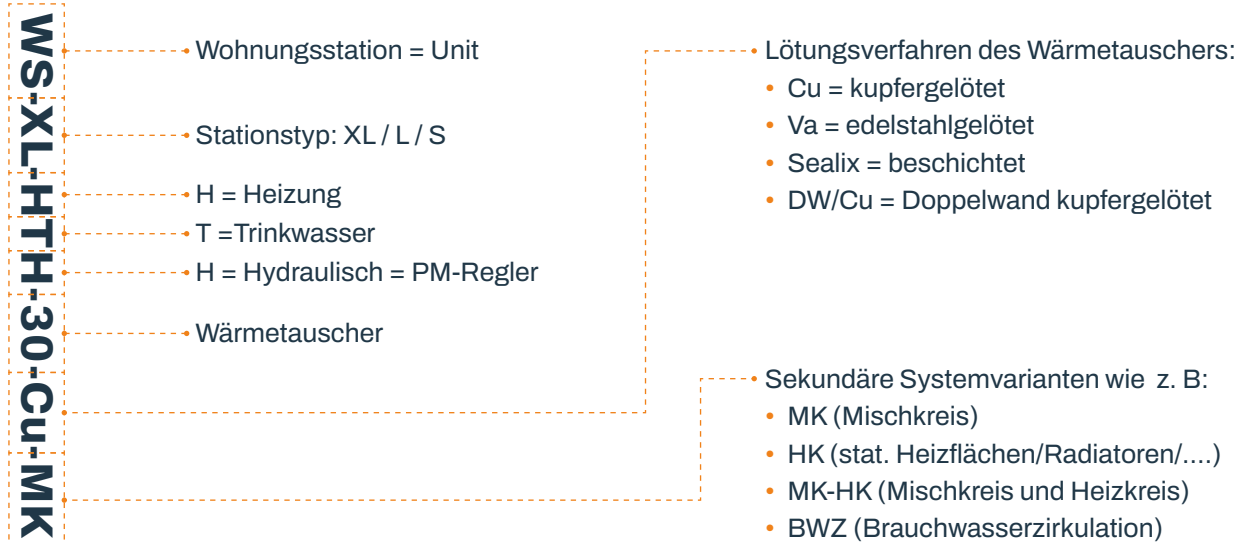 WS-XL-HTH-30-Cu-MK
Wohnungsstation = Unit
Stationstyp: XL / L / S
H = Heizung
T =Trinkwasser
H = Hydraulisch = PM-Regler
Wärmetauscher
Lötungsverfahren des Wärmetauschers:
• Cu = kupfergelötet
• Va = edelstahlgelötet
• Sealix = beschichtet
• DW/Cu = Doppelwand kupfergelötet
Sekundäre Systemvarianten wie z. B:
• MK (Mischkreis)
• HK (stat. Heizflächen/Radiatoren/....)
• MK-HK (Mischkreis und Heizkreis)
• BWZ (Brauchwasserzirkulation)